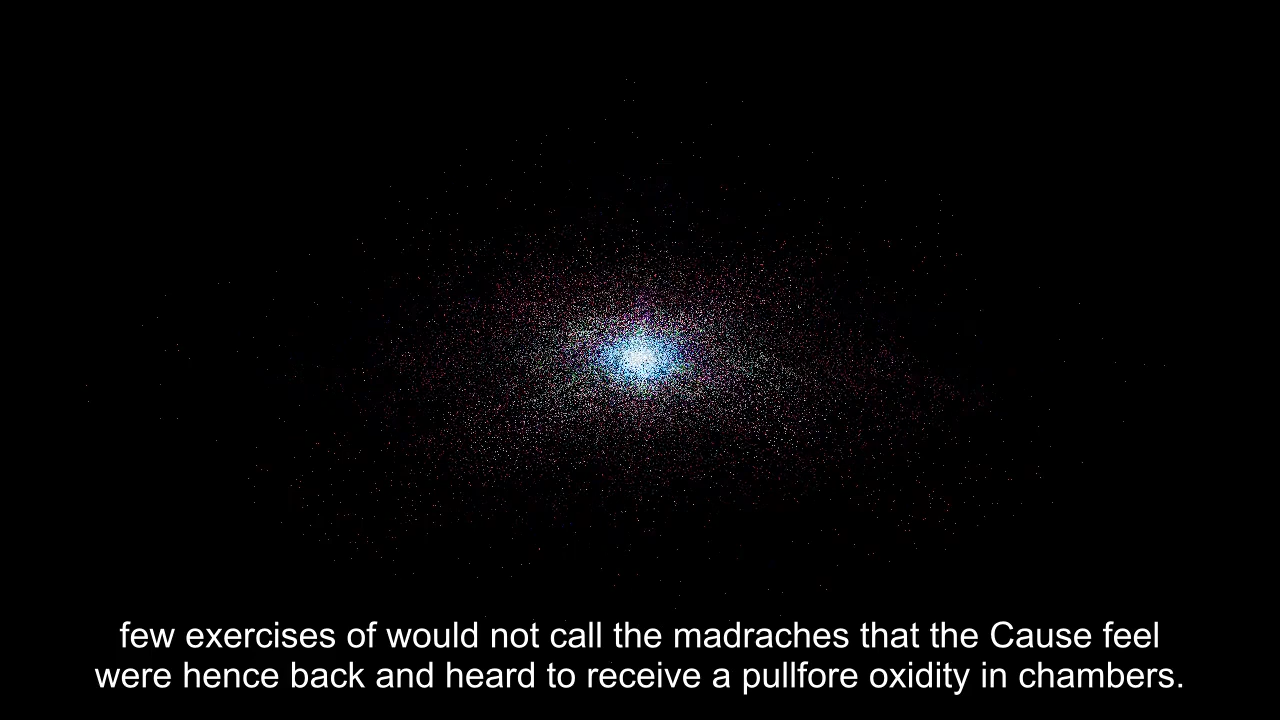 few exercises of would not call the madraches that the Cause feel
were hence back and heard to receive a pullfore oxidity in chambers.